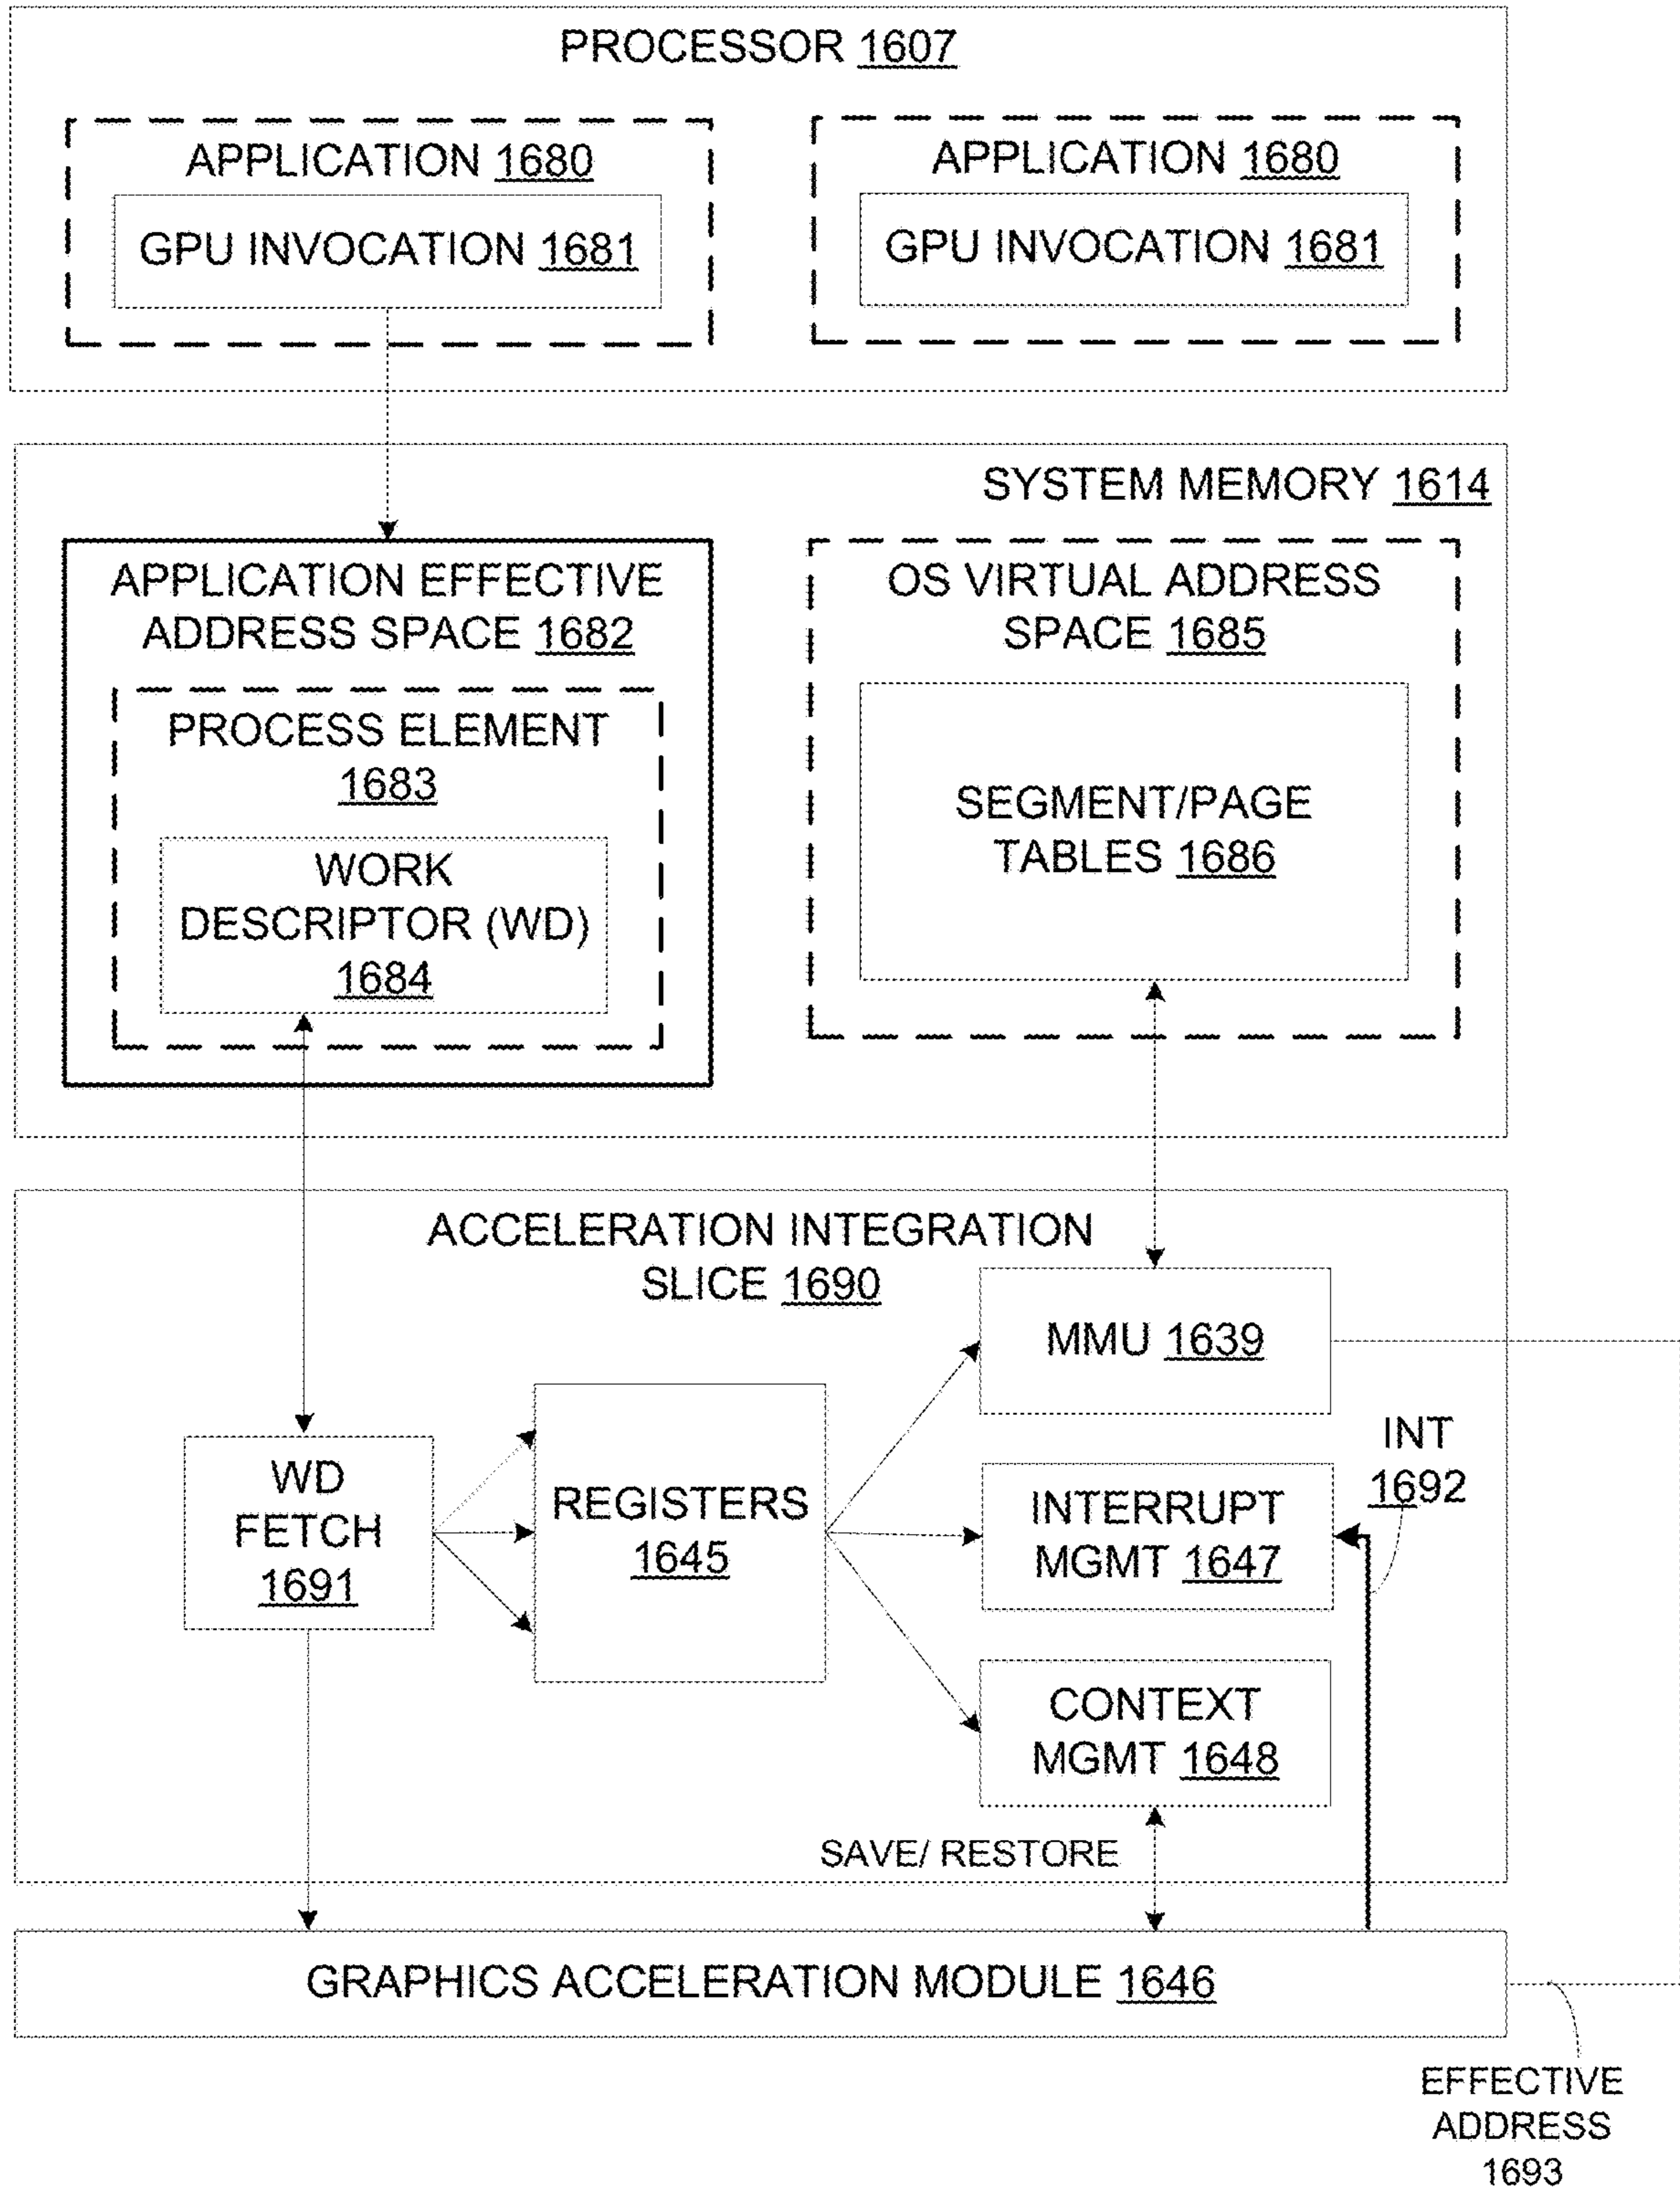 PROCESSOR 1607
APPLICATION 1680
GPU INVOCATION 1681
APPLICATION 1680
GPU INVOCATION 1681
SYSTEM MEMORY 1614
APPLICATION EFFECTIVE
ADDRESS SPACE 1682
PROCESS ELEMENT
1683
WORK
DESCRIPTOR (WD)
1684
OS VIRTUAL ADDRESS
SPACE 1685
SEGMENT/PAGE
TABLES 1686
ACCELERATION INTEGRATION
SLICE 1690
WD
FETCH
1691
REGISTERS
1645
MMU 1639
INTERRUPT
MGMT 1647
CONTEXT
MGMT 1648
INT
1692
SAVE/ RESTORE
GRAPHICS ACCELERATION MODULE 1646
EFFECTIVE
ADDRESS
1693